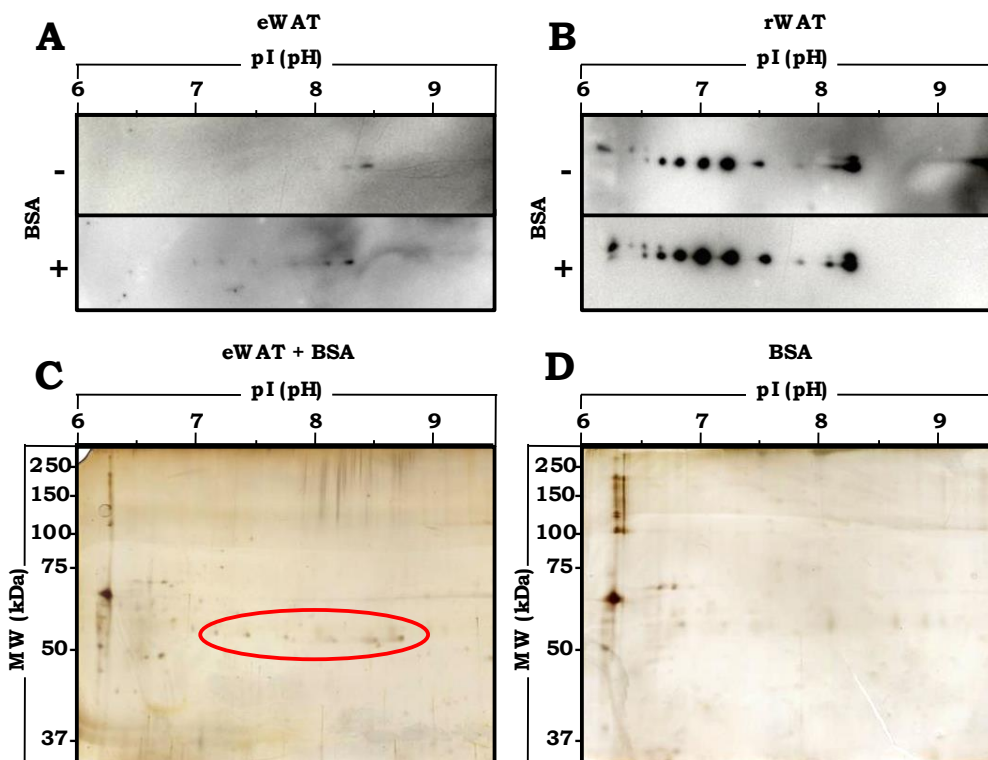 A
eWAT
pI (pH)
6 7 8 9
BSA
-
+
B
rWAT
pI (pH)
6 7 8 9
BSA
-
+
C
eWAT + BSA
pI (pH)
6 7 8 9
MW (kDa)
250
150
100
75
50
37
D
BSA
pI (pH)
6 7 8 9
MW (kDa)
250
150
100
75
50
37